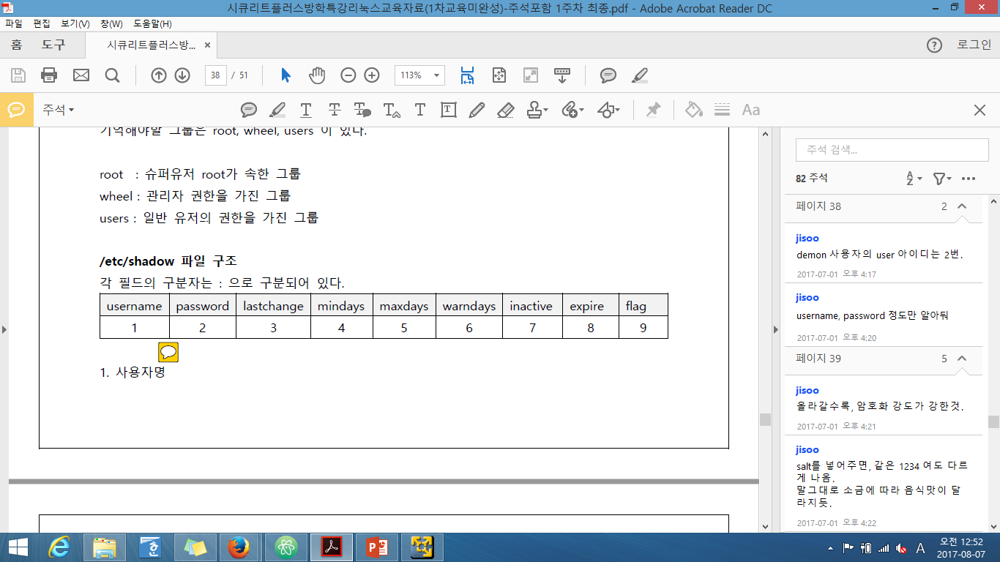 시큐리트플러스방학특강리눅스교육자료(1차교육미완성)-주석포함 1주차 최종.pdf - Adobe Acrobat Reader DC
파일 편집 보기(V) 창(W) 도움말(H)
홈 도구 시큐리트플러스방... × 로그인
38 / 51 113%
주석
기억해야할 그룹은 root, wheel, users 이 있다.
root : 슈퍼유저 root가 속한 그룹
wheel : 관리자 권한을 가진 그룹
users : 일반 유저의 권한을 가진 그룹
/etc/shadow 파일 구조
각 필드의 구분자는 : 으로 구분되어 있다.
username password lastchange mindays maxdays warndays inactive expire flag
1 2 3 4 5 6 7 8 9
1. 사용자명
주석 검색...
82 주석
페이지 38 2
jisoo
demon 사용자의 user 아이디는 2번.
2017-07-01 오후 4:17
jisoo
username, password 정도만 알아둬
2017-07-01 오후 4:20
페이지 39 5
jisoo
올라갈수록, 암호화 강도가 강한것.
2017-07-01 오후 4:21
jisoo
salt를 넣어주면, 같은 1234 여도 다르
게 나옴.
말그대로 소금에 따라 음식맛이 달
라지듯.
2017-07-01 오후 4:22
A 오전 12:52
2017-08-07